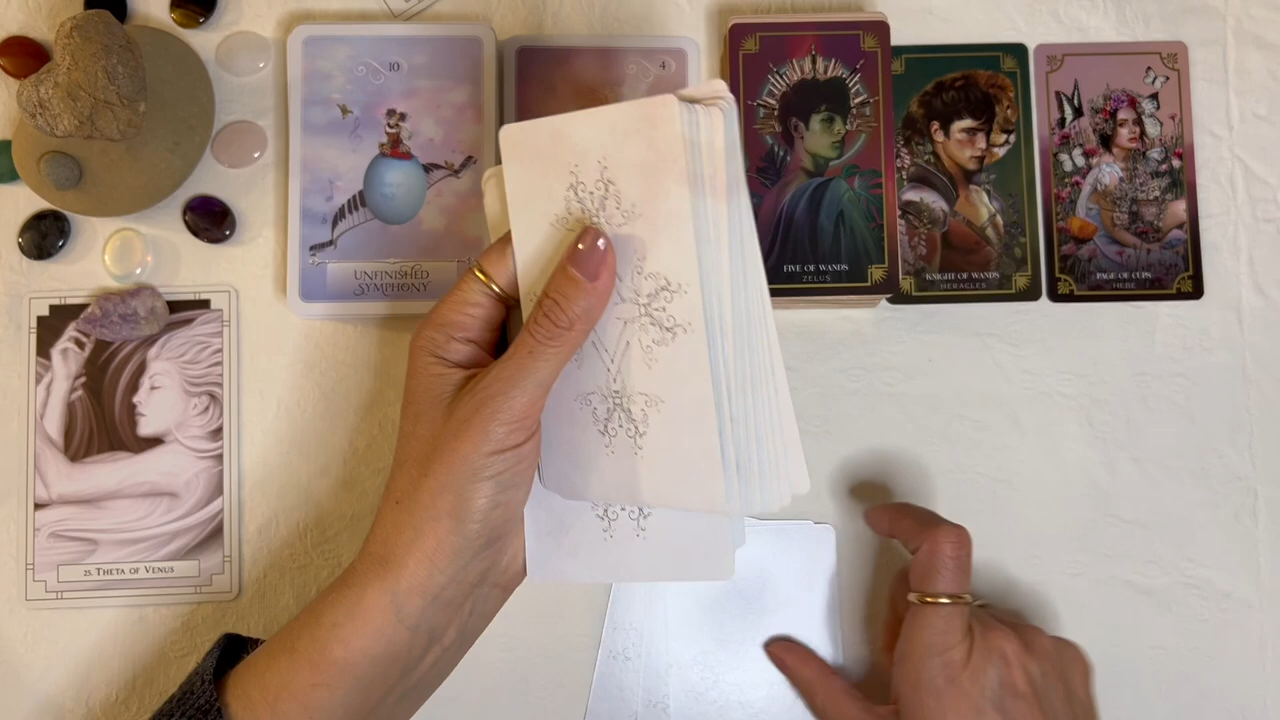 10
UNFINISHED
SYMPHONY
4
FIVE OF WANDS
ZELUS
KNIGHT OF WANDS
HERACLES
PAGE OF CUPS
HEBE
25. THETA OF VENUS